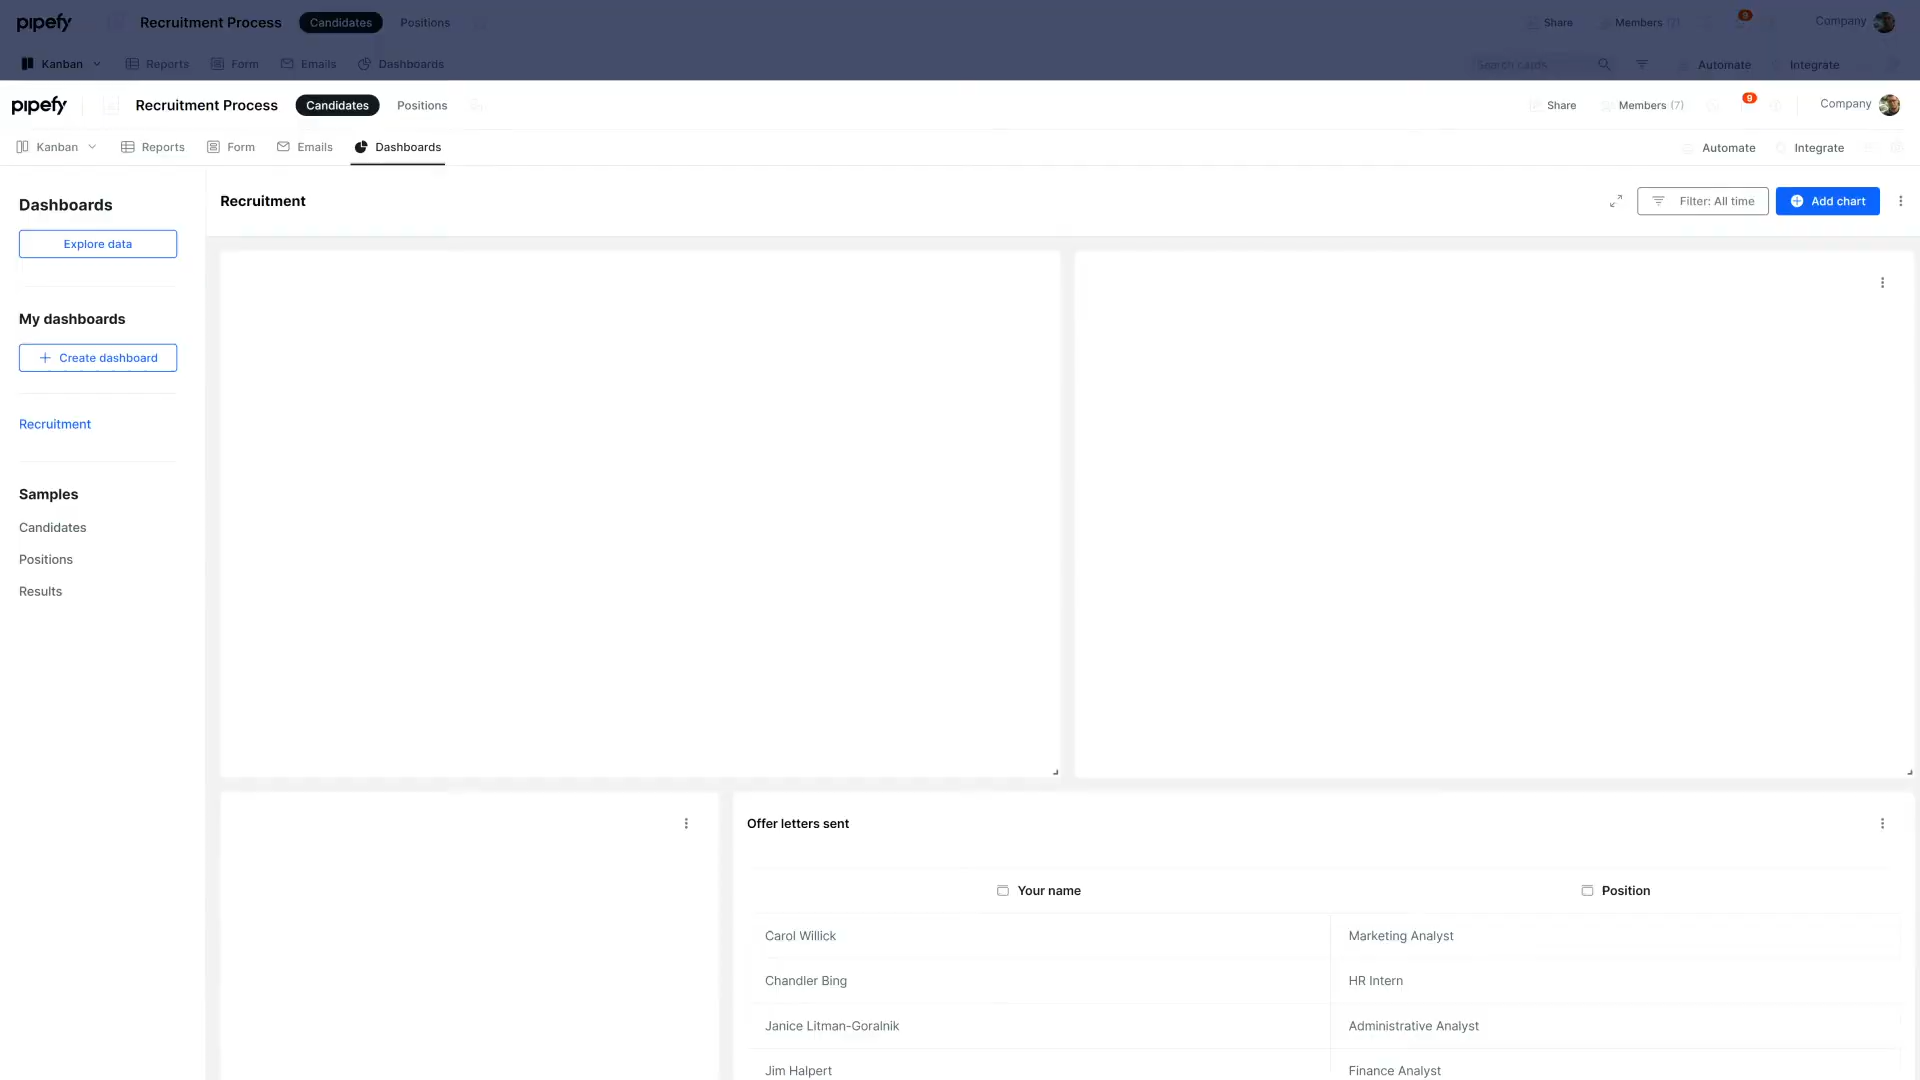 pipefy Recruitment Process Candidates Positions Share Members (7) 9 Company
Kanban Reports Form Emails Dashboards Search cards Automate Integrate
pipefy Recruitment Process Candidates Positions Share Members (7) 9 Company
Kanban Reports Form Emails Dashboards Automate Integrate
Dashboards
Explore data
My dashboards
Create dashboard
Recruitment
Samples
Candidates
Positions
Results
Recruitment Filter: All time Add chart
Offer letters sent
Your name Position
Carol Willick Marketing Analyst
Chandler Bing HR Intern
Janice Litman-Goralnik Administrative Analyst
Jim Halpert Finance Analyst